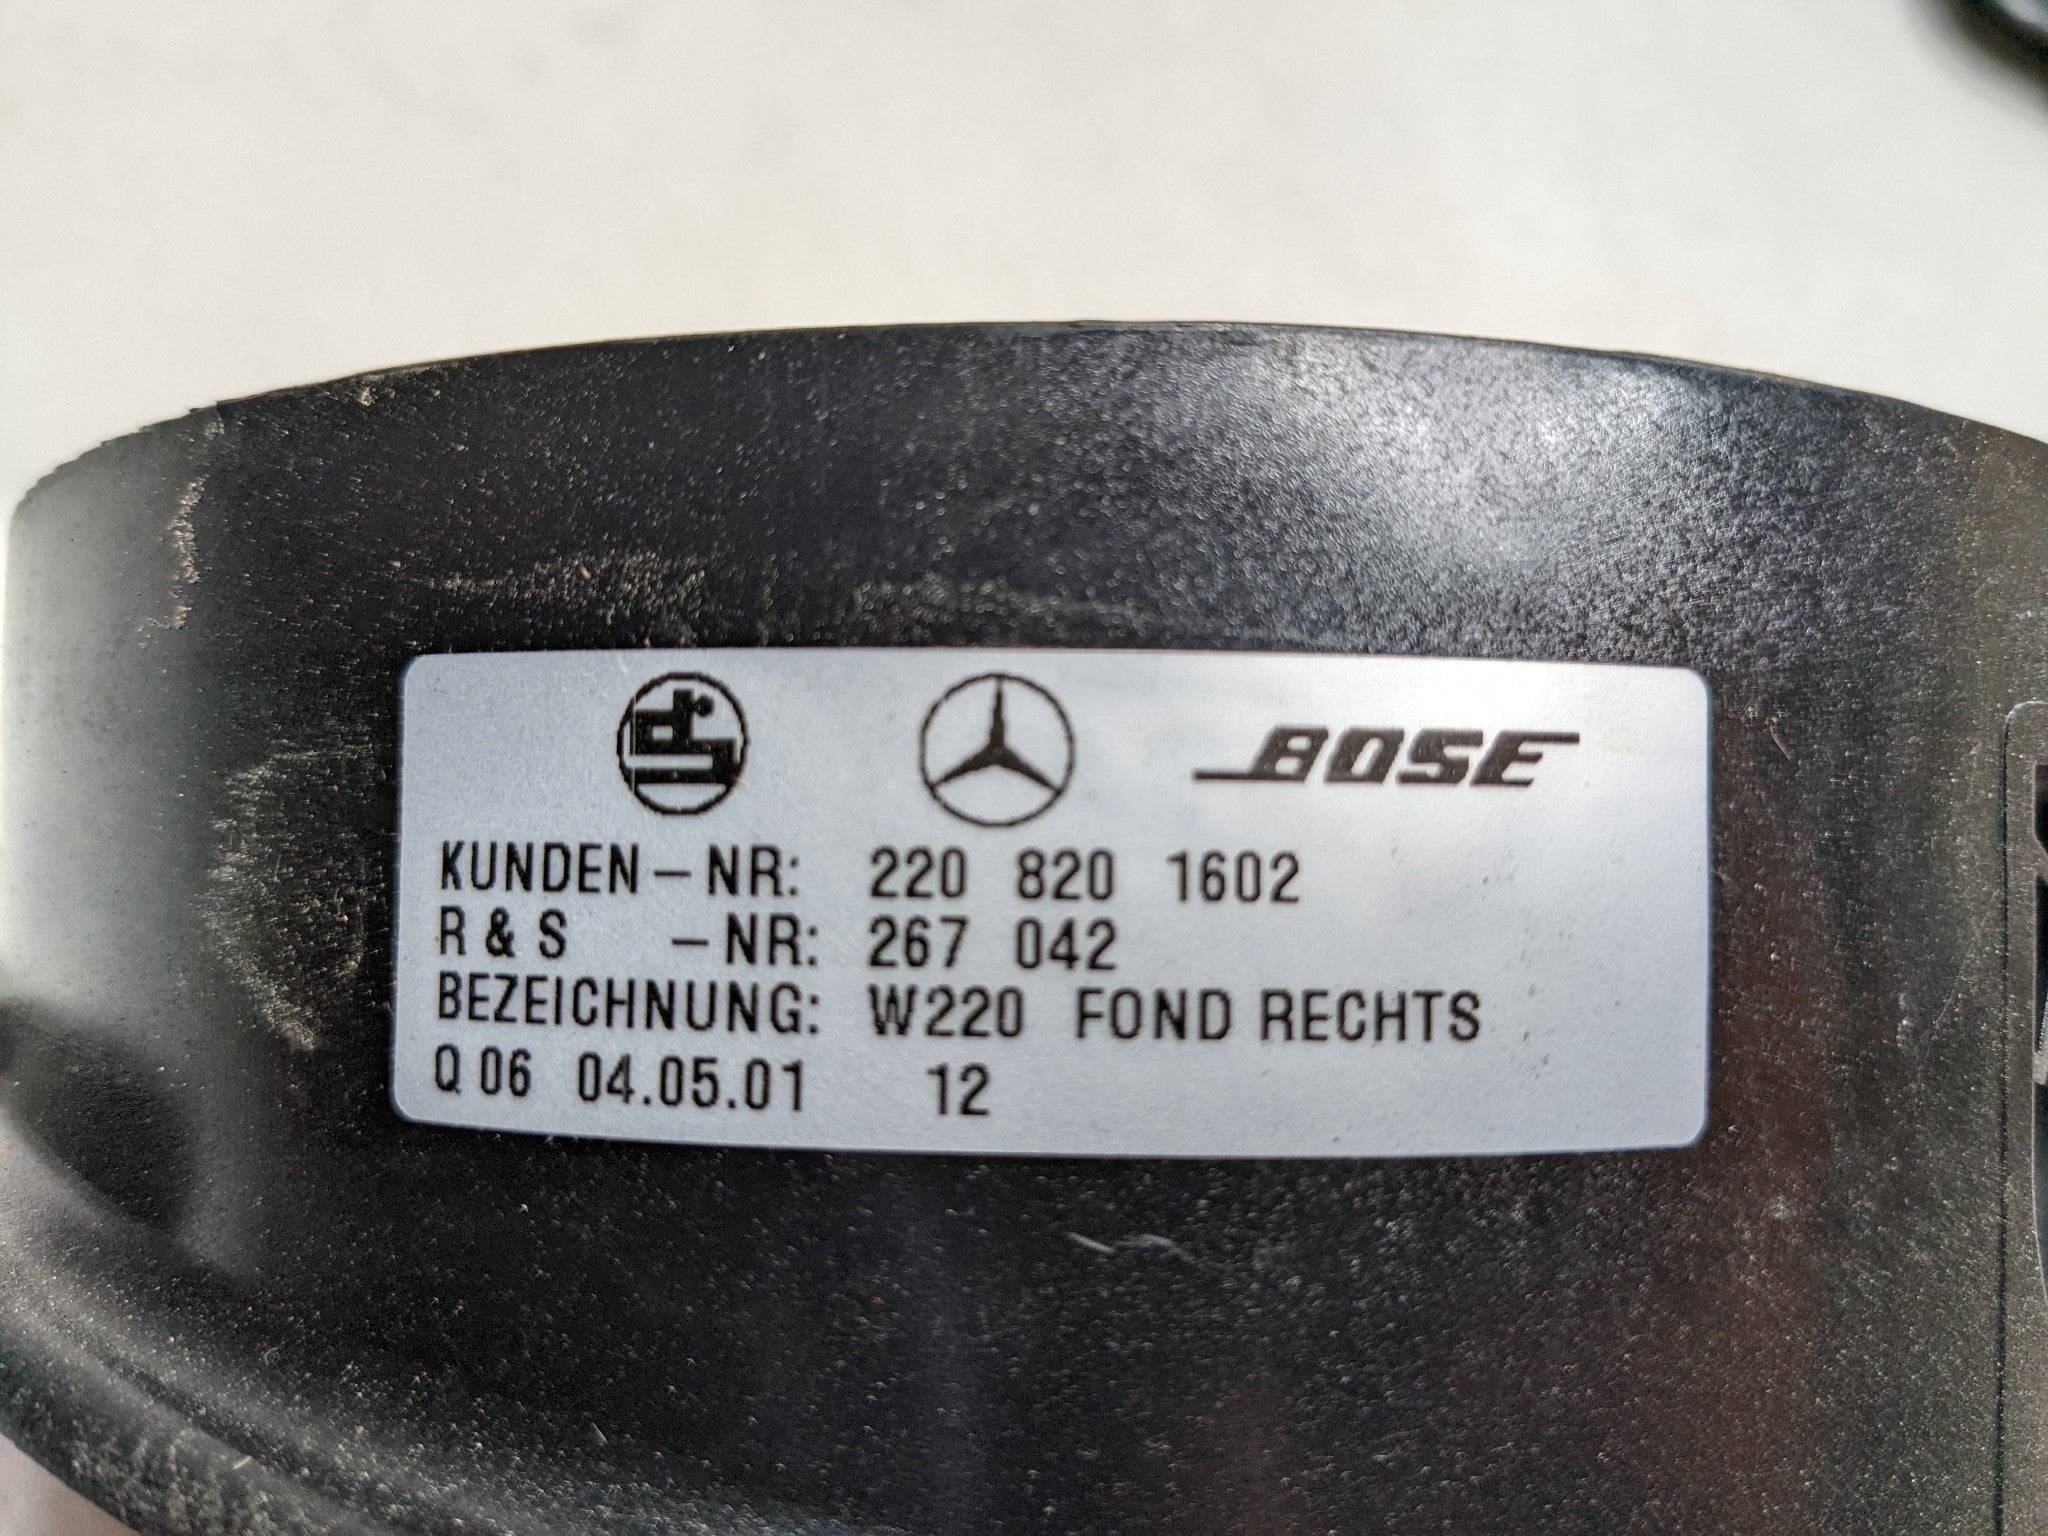 BOSE
KUNDEN-NR: 220 820 1602
R & S -NR: 267 042
BEZEICHNUNG: W220 FOND RECHTS
Q 06 04.05.01 12